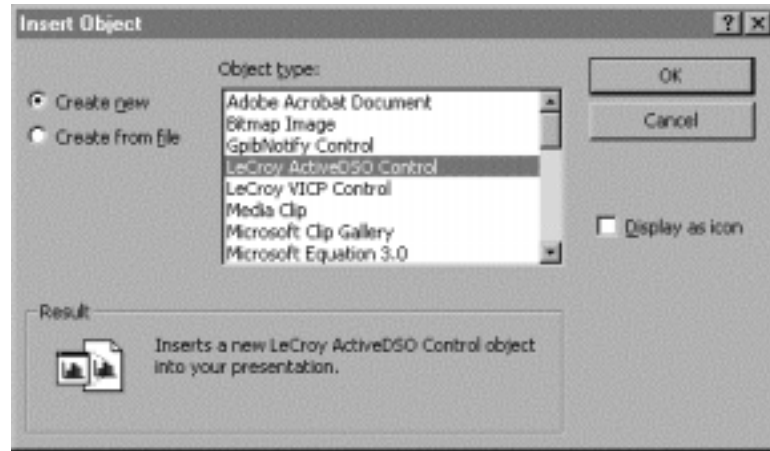 Insert Object
Object type:
Create new
Create from file
Adobe Acrobat Document
Bitmap Image
GpibNotify Control
LeCroy ActiveDSO Control
LeCroy VICP Control
Media Clip
Microsoft Clip Gallery
Microsoft Equation 3.0
OK
Cancel
Display as icon
Result
Inserts a new LeCroy ActiveDSO Control object
into your presentation.